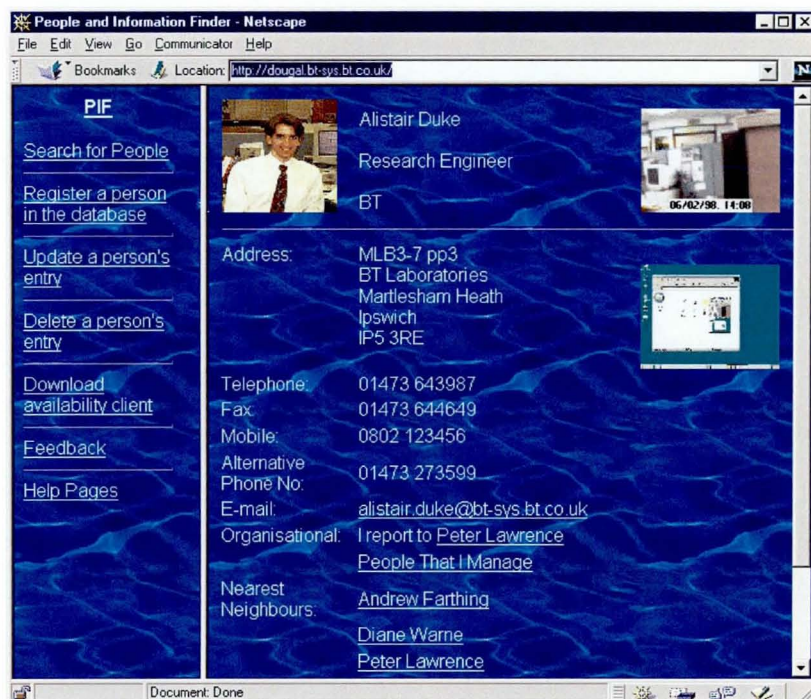 People and Information Finder - Netscape
File Edit View Go Communicator Help
Bookmarks Location: http://dougal.bt-sys.bt.co.uk/
N
PIF
Search for People
Register a person
in the database
Update a person's
entry
Delete a person's
entry
Download
availability client
Feedback
Help Pages
Alistair Duke
Research Engineer
BT
06/02/98. 14:08
Address: MLB3-7 pp3
BT Laboratories
Martlesham Heath
Ipswich
IP5 3RE
Telephone: 01473 643987
Fax: 01473 644649
Mobile: 0802 123456
Alternative
Phone No: 01473 273599
E-mail: alistair.duke@bt-sys.bt.co.uk
Organisational: I report to Peter Lawrence
People That I Manage
Nearest
Neighbours: Andrew Farthing
Diane Warne
Peter Lawrence
Document: Done